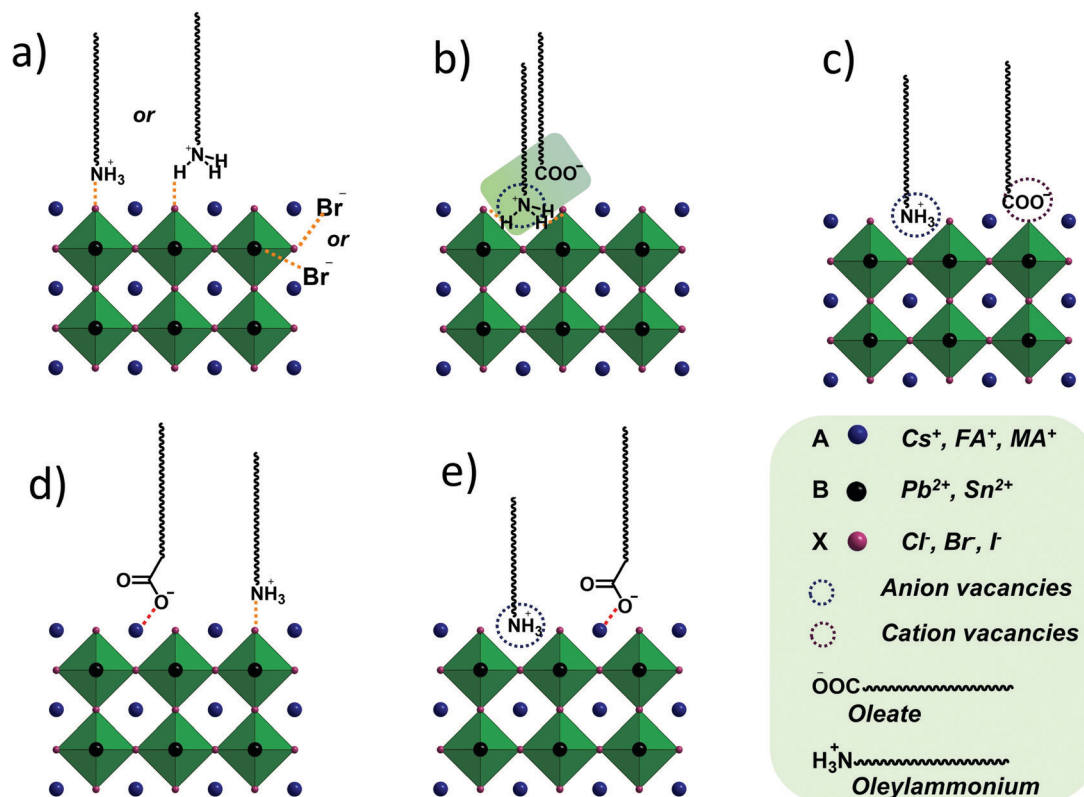 a)
or
+
NH3
+
N
H
H
H
Br−
or
Br−
b)
COO−
+
N
H
H
H
c)
+
NH3
COO−
d)
O
O−
+
NH3
e)
+
NH3
O
O−
A Cs+, FA+, MA+
B Pb2+, Sn2+
X Cl-, Br-, I-
Anion vacancies
Cation vacancies
−OOC
Oleate
H3N+
Oleylammonium